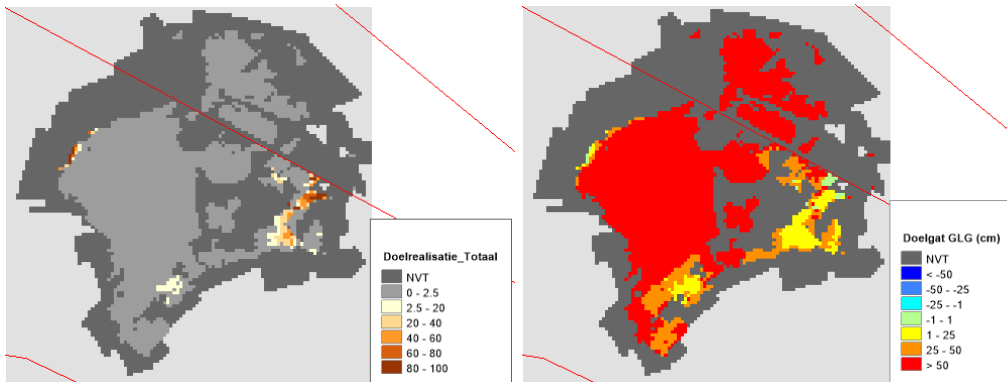 Doelrealisatie_Totaal
NVT
0 - 2.5
2.5 - 20
20 - 40
40 - 60
60 - 80
80 - 100
Doelgat GLG (cm)
NVT
< -50
-50 - -25
-25 - -1
-1 - 1
1 - 25
25 - 50
> 50